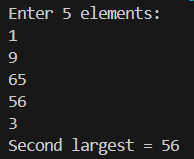 Enter 5 elements:
1
9
65
56
3
Second largest = 56